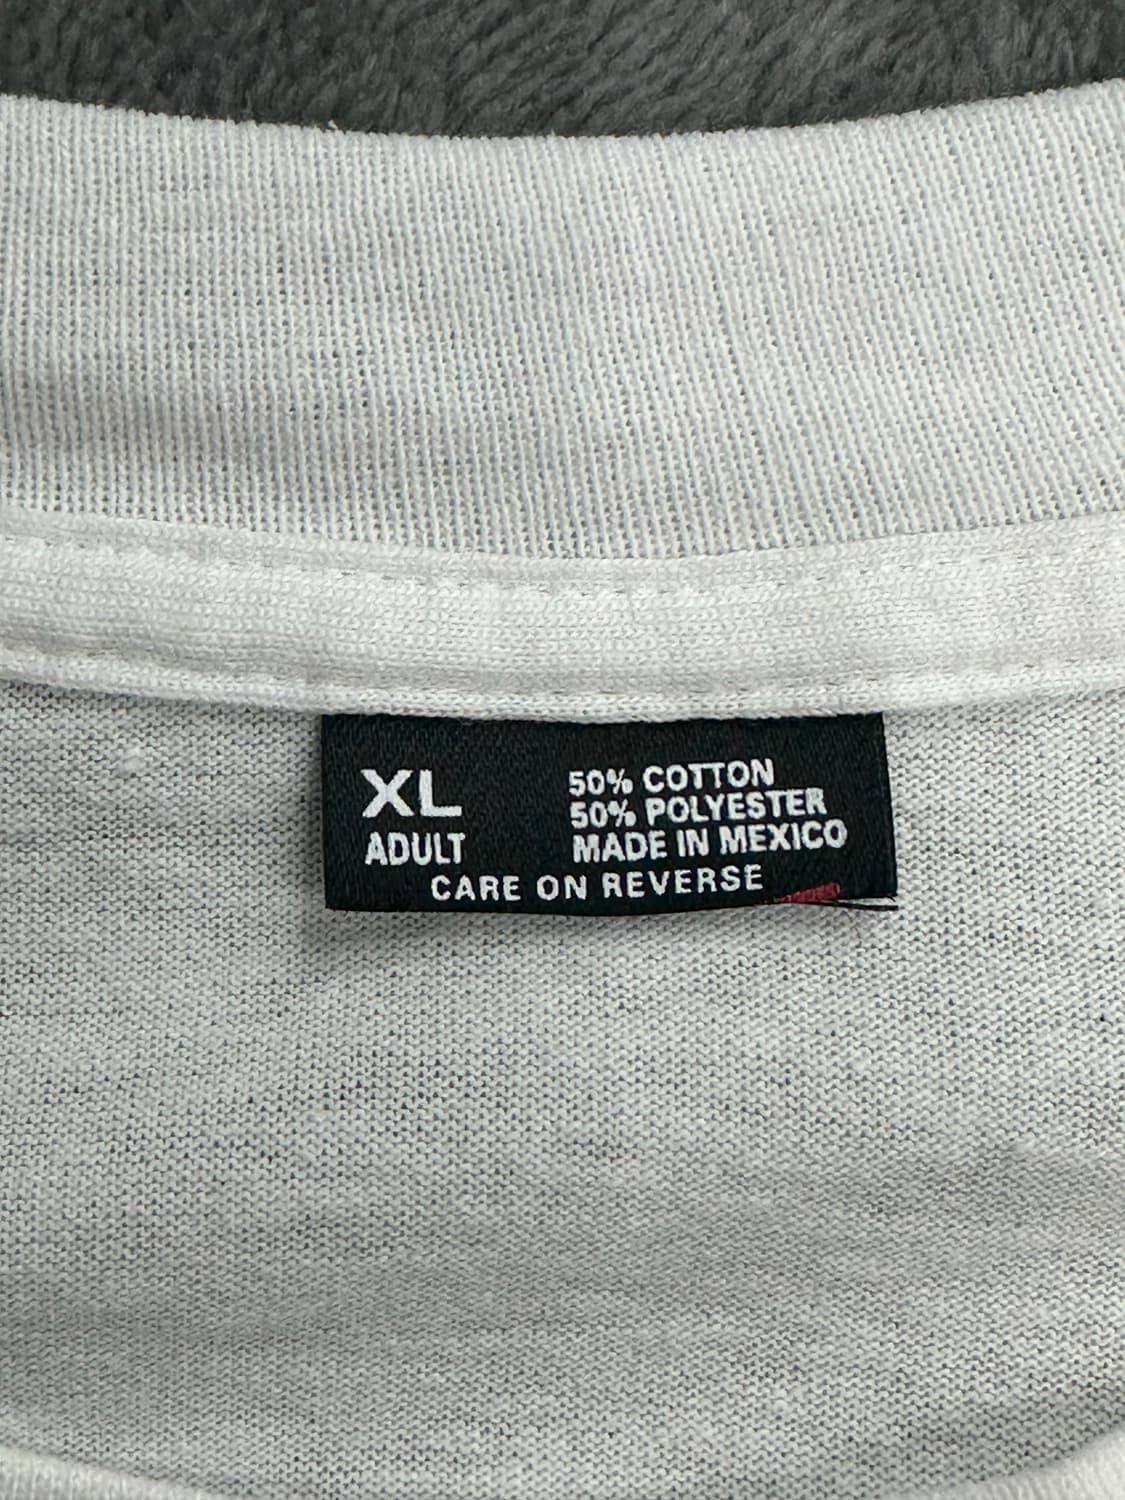 XL
ADULT
50% COTTON
50% POLYESTER
MADE IN MEXICO
CARE ON REVERSE